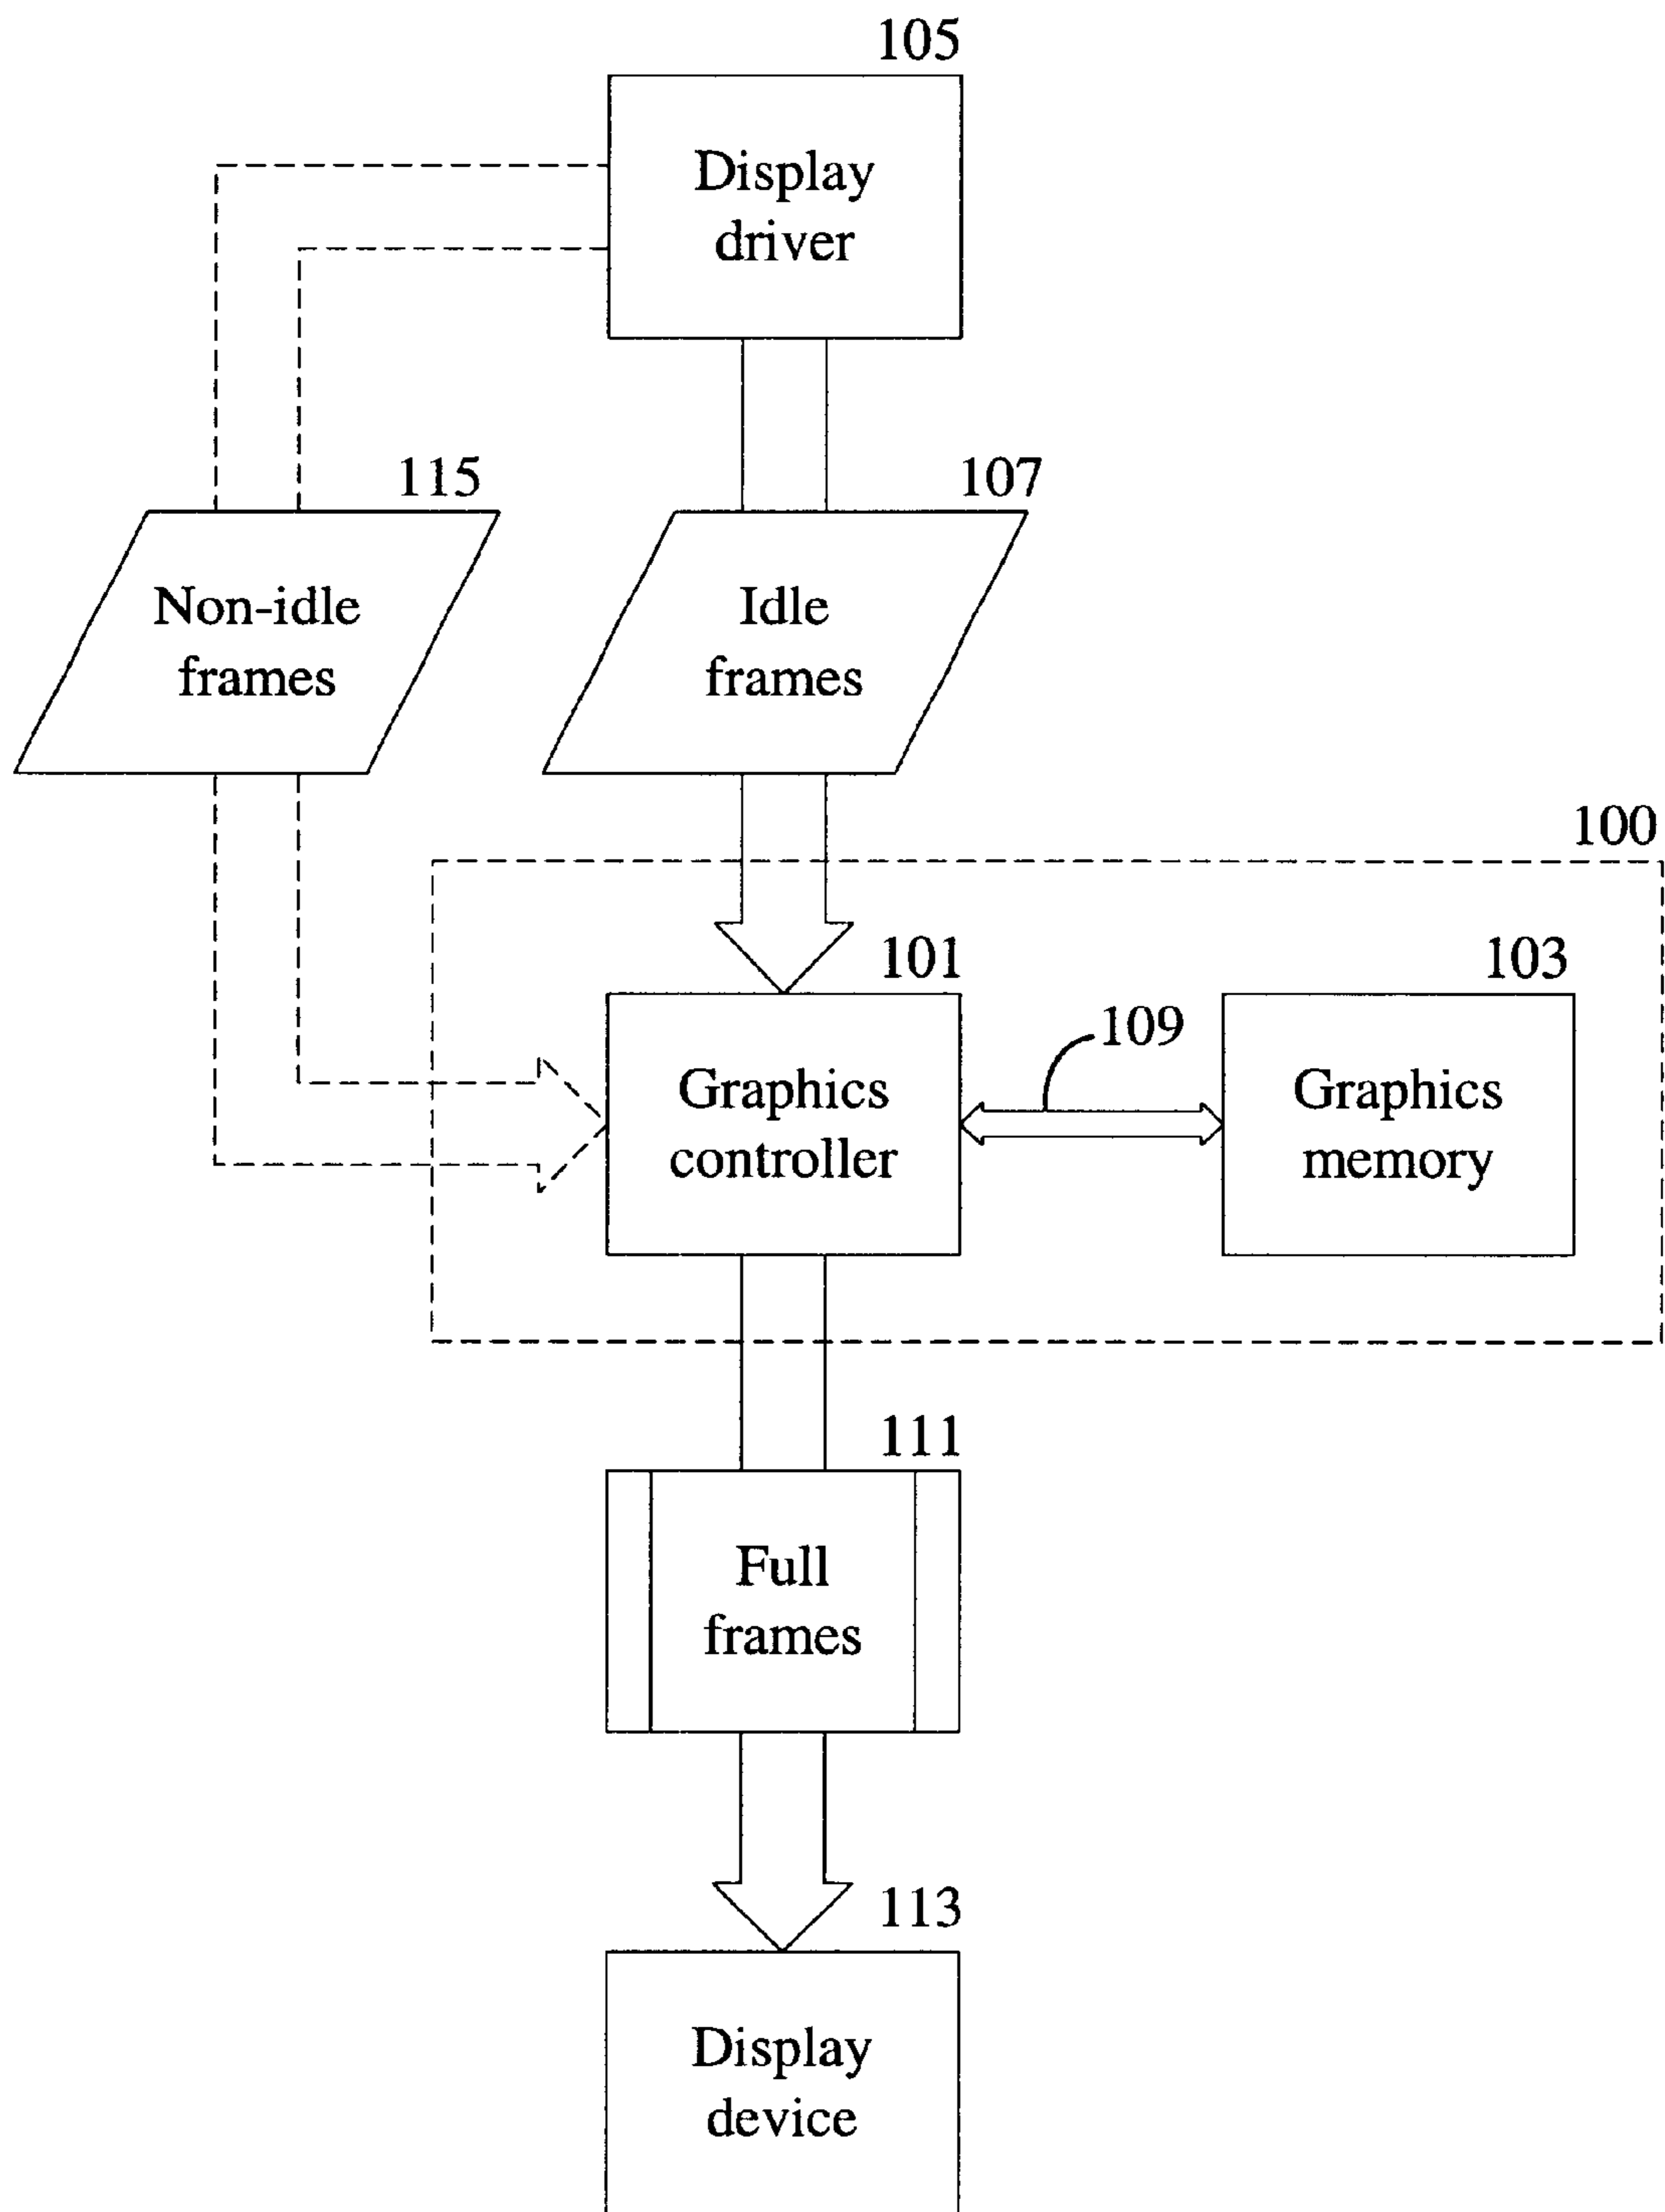 105
Display
driver
115
107
Non-idle
frames
Idle
frames
100
101
103
109
Graphics
controller
Graphics
memory
111
Full
frames
113
Display
device